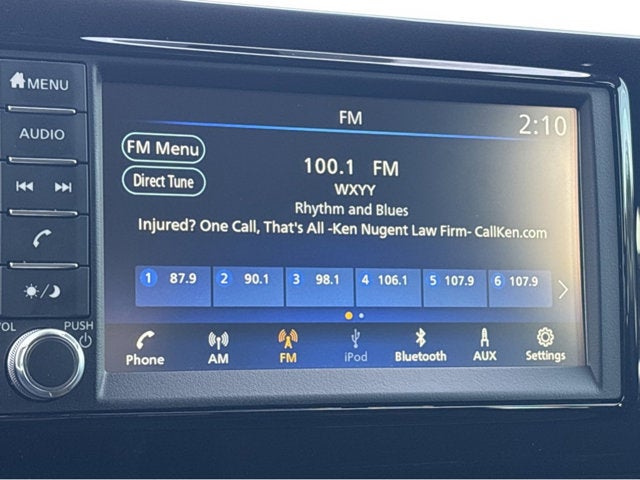 MENU
AUDIO
VOL
PUSH
FM
2:10
FM Menu
Direct Tune
100.1 FM
WXYY
Rhythm and Blues
Injured? One Call, That's All -Ken Nugent Law Firm- CallKen.com
1 87.9 2 90.1 3 98.1 4 106.1 5 107.9 6 107.9
Phone AM FM iPod Bluetooth AUX Settings